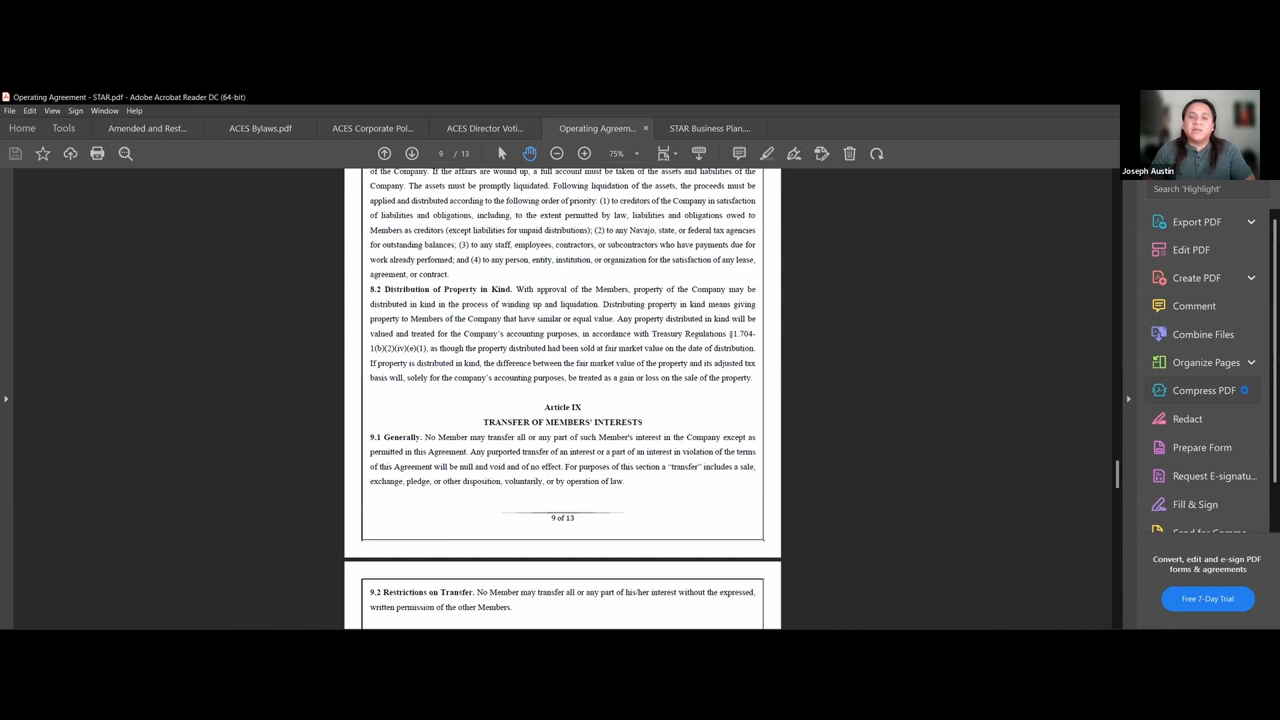 Operating Agreement - STAR.pdf - Adobe Acrobat Reader DC (64-bit)
File Edit View Sign Window Help
Home Tools Amended and Rest... ACES Bylaws.pdf ACES Corporate Pol... ACES Director Voti... Operating Agreem... × STAR Business Plan....
9 / 13 75%
Joseph Austin
of the Company. If the affairs are wound up, a full account must be taken of the assets and liabilities of the
Company. The assets must be promptly liquidated. Following liquidation of the assets, the proceeds must be
applied and distributed according to the following order of priority: (1) to creditors of the Company in satisfaction
of liabilities and obligations, including, to the extent permitted by law, liabilities and obligations owed to
Members as creditors (except liabilities for unpaid distributions); (2) to any Navajo, state, or federal tax agencies
for outstanding balances; (3) to any staff, employees, contractors, or subcontractors who have payments due for
work already performed; and (4) to any person, entity, institution, or organization for the satisfaction of any lease,
agreement, or contract.
8.2 Distribution of Property in Kind. With approval of the Members, property of the Company may be
distributed in kind in the process of winding up and liquidation. Distributing property in kind means giving
property to Members of the Company that have similar or equal value. Any property distributed in kind will be
valued and treated for the Company's accounting purposes, in accordance with Treasury Regulations §1.704-
1(b)(2)(iv)(e)(1), as though the property distributed had been sold at fair market value on the date of distribution.
If property is distributed in kind, the difference between the fair market value of the property and its adjusted tax
basis will, solely for the company's accounting purposes, be treated as a gain or loss on the sale of the property.
Article IX
TRANSFER OF MEMBERS' INTERESTS
9.1 Generally. No Member may transfer all or any part of such Member's interest in the Company except as
permitted in this Agreement. Any purported transfer of an interest or a part of an interest in violation of the terms
of this Agreement will be null and void and of no effect. For purposes of this section a "transfer" includes a sale,
exchange, pledge, or other disposition, voluntarily, or by operation of law.
9 of 13
9.2 Restrictions on Transfer. No Member may transfer all or any part of his/her interest without the expressed,
written permission of the other Members.
Search 'Highlight'
Export PDF
Edit PDF
Create PDF
Comment
Combine Files
Organize Pages
Compress PDF
Redact
Prepare Form
Request E-signatu...
Fill & Sign
Convert, edit and e-sign PDF
forms & agreements
Free 7-Day Trial